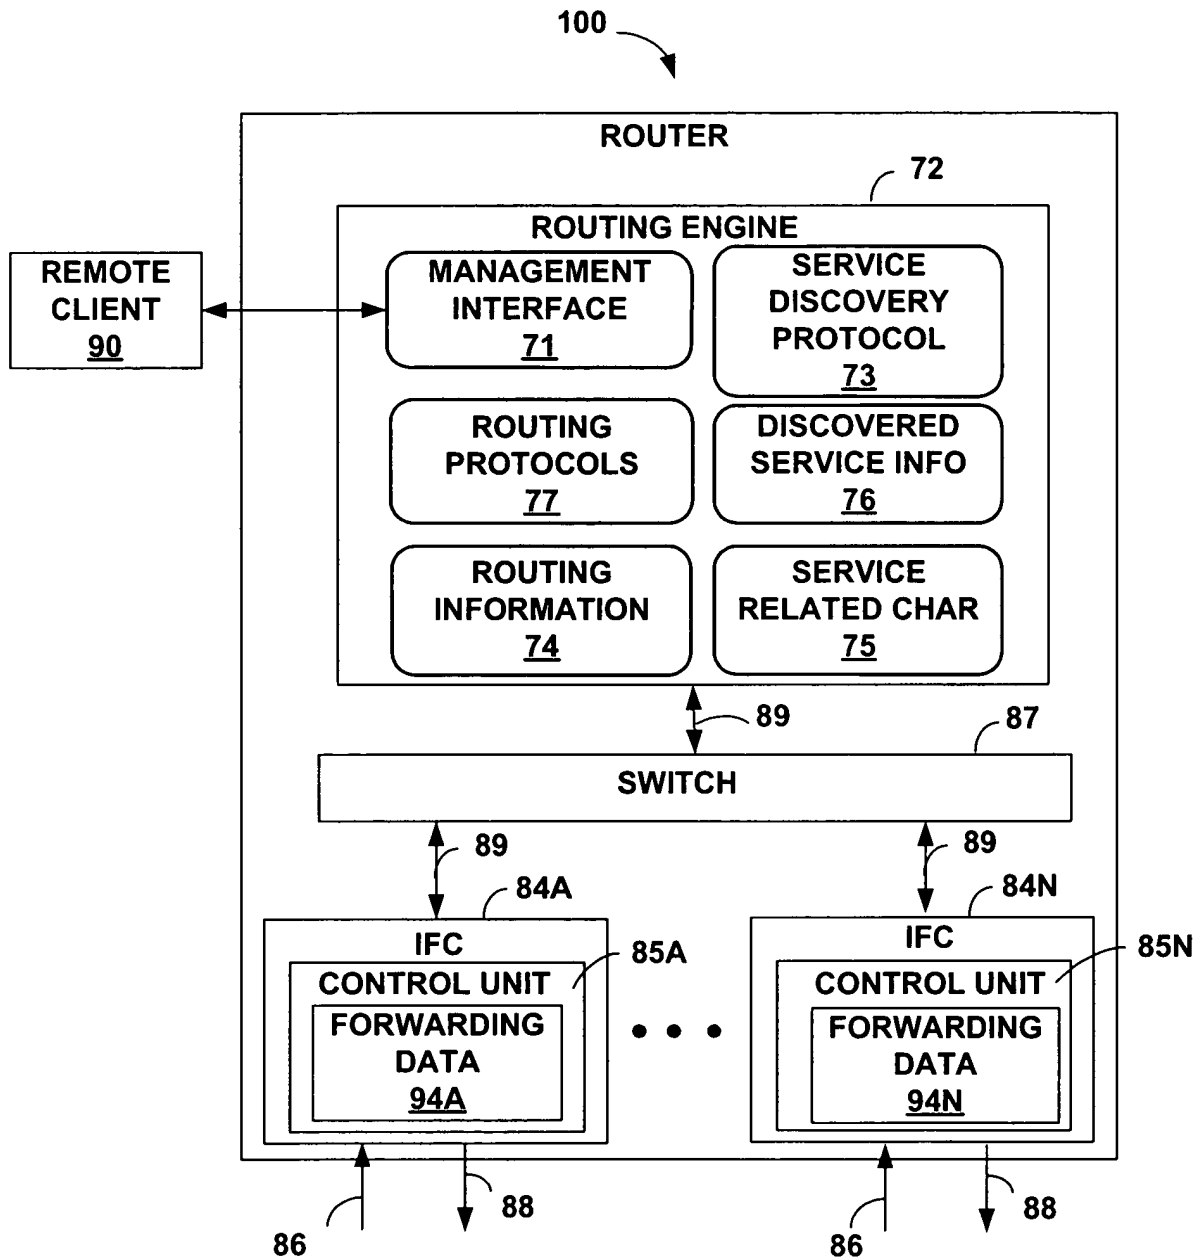 100
ROUTER
72
ROUTING ENGINE
REMOTE
CLIENT
90
MANAGEMENT
INTERFACE
71
SERVICE
DISCOVERY
PROTOCOL
73
ROUTING
PROTOCOLS
77
DISCOVERED
SERVICE INFO
76
ROUTING
INFORMATION
74
SERVICE
RELATED CHAR
75
89
87
SWITCH
89
89
84A
84N
IFC
85A
CONTROL UNIT
FORWARDING
DATA
94A
IFC
85N
CONTROL UNIT
FORWARDING
DATA
94N
86
88
86
88